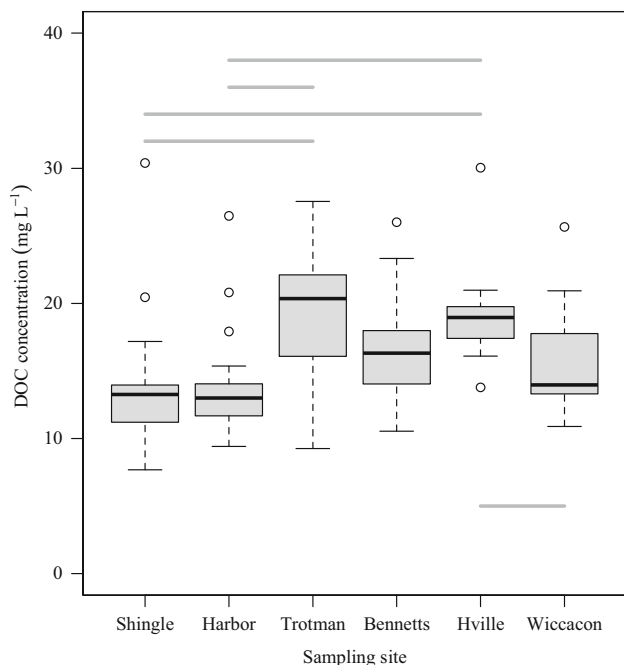 DOC concentration (mg L⁻¹)
40
30
20
10
0
Shingle Harbor Trotman Bennetts Hville Wiccacon
Sampling site